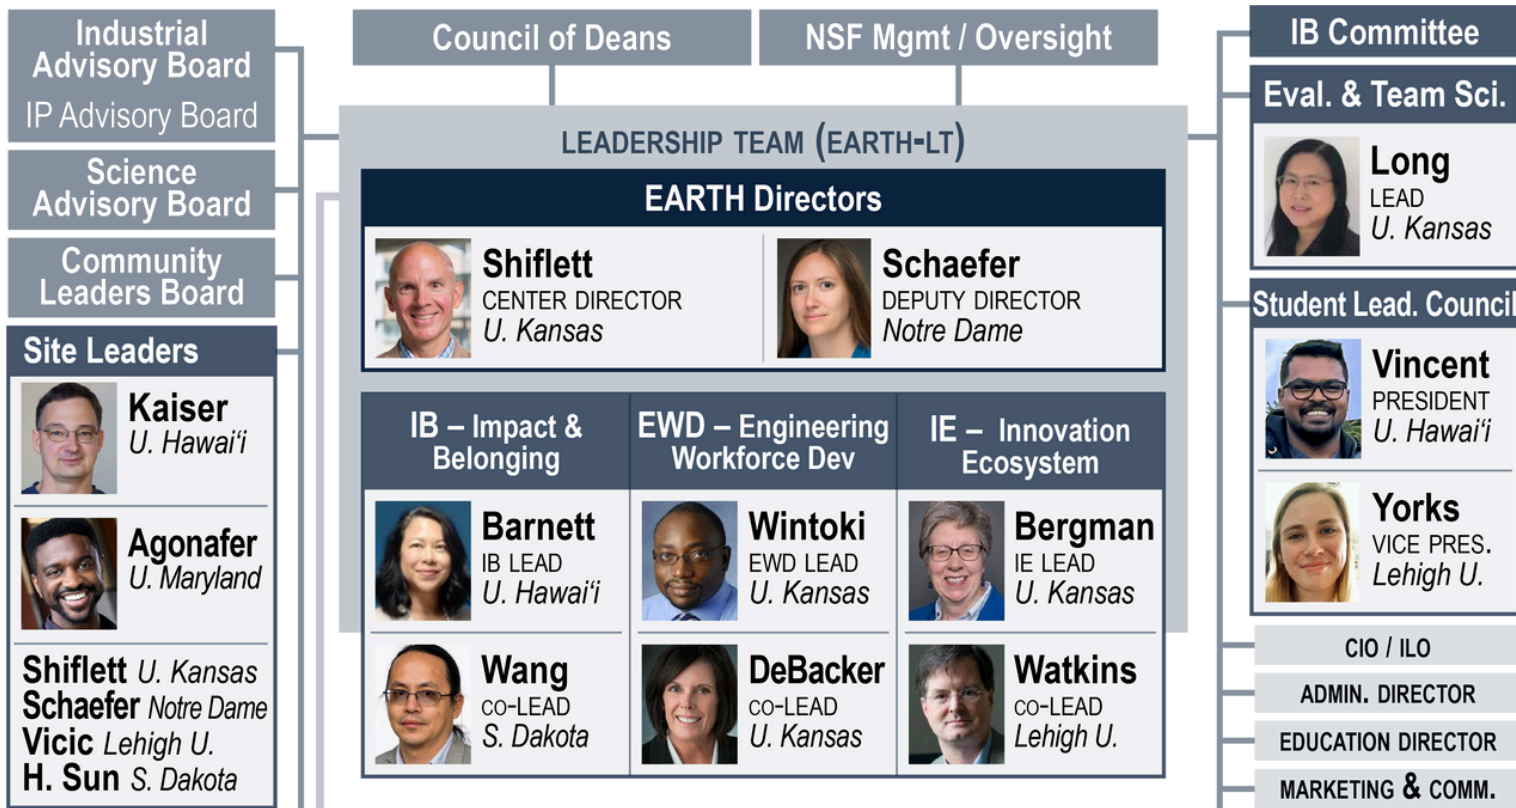 Industrial
Advisory Board
IP Advisory Board
Science
Advisory Board
Community
Leaders Board
Site Leaders
Kaiser
U. Hawaiʻi
Agonafer
U. Maryland
Shiflett U. Kansas
Schaefer Notre Dame
Vicic Lehigh U.
H. Sun S. Dakota
Council of Deans
NSF Mgmt / Oversight
LEADERSHIP TEAM (EARTH-LT)
EARTH Directors
Shiflett
CENTER DIRECTOR
U. Kansas
Schaefer
DEPUTY DIRECTOR
Notre Dame
IB – Impact &
Belonging
Barnett
IB LEAD
U. Hawaiʻi
Wang
CO-LEAD
S. Dakota
EWD – Engineering
Workforce Dev
Wintoki
EWD LEAD
U. Kansas
DeBacker
CO-LEAD
U. Kansas
IE – Innovation
Ecosystem
Bergman
IE LEAD
U. Kansas
Watkins
CO-LEAD
Lehigh U.
IB Committee
Eval. & Team Sci.
Long
LEAD
U. Kansas
Student Lead. Council
Vincent
PRESIDENT
U. Hawaiʻi
Yorks
VICE PRES.
Lehigh U.
CIO / ILO
ADMIN. DIRECTOR
EDUCATION DIRECTOR
MARKETING & COMM.